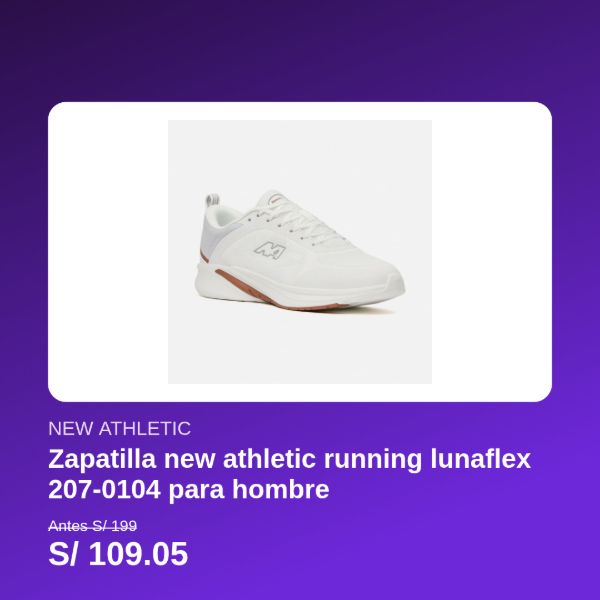 NEW ATHLETIC
Zapatilla new athletic running lunaflex
207-0104 para hombre
Antes S/ 199
S/ 109.05